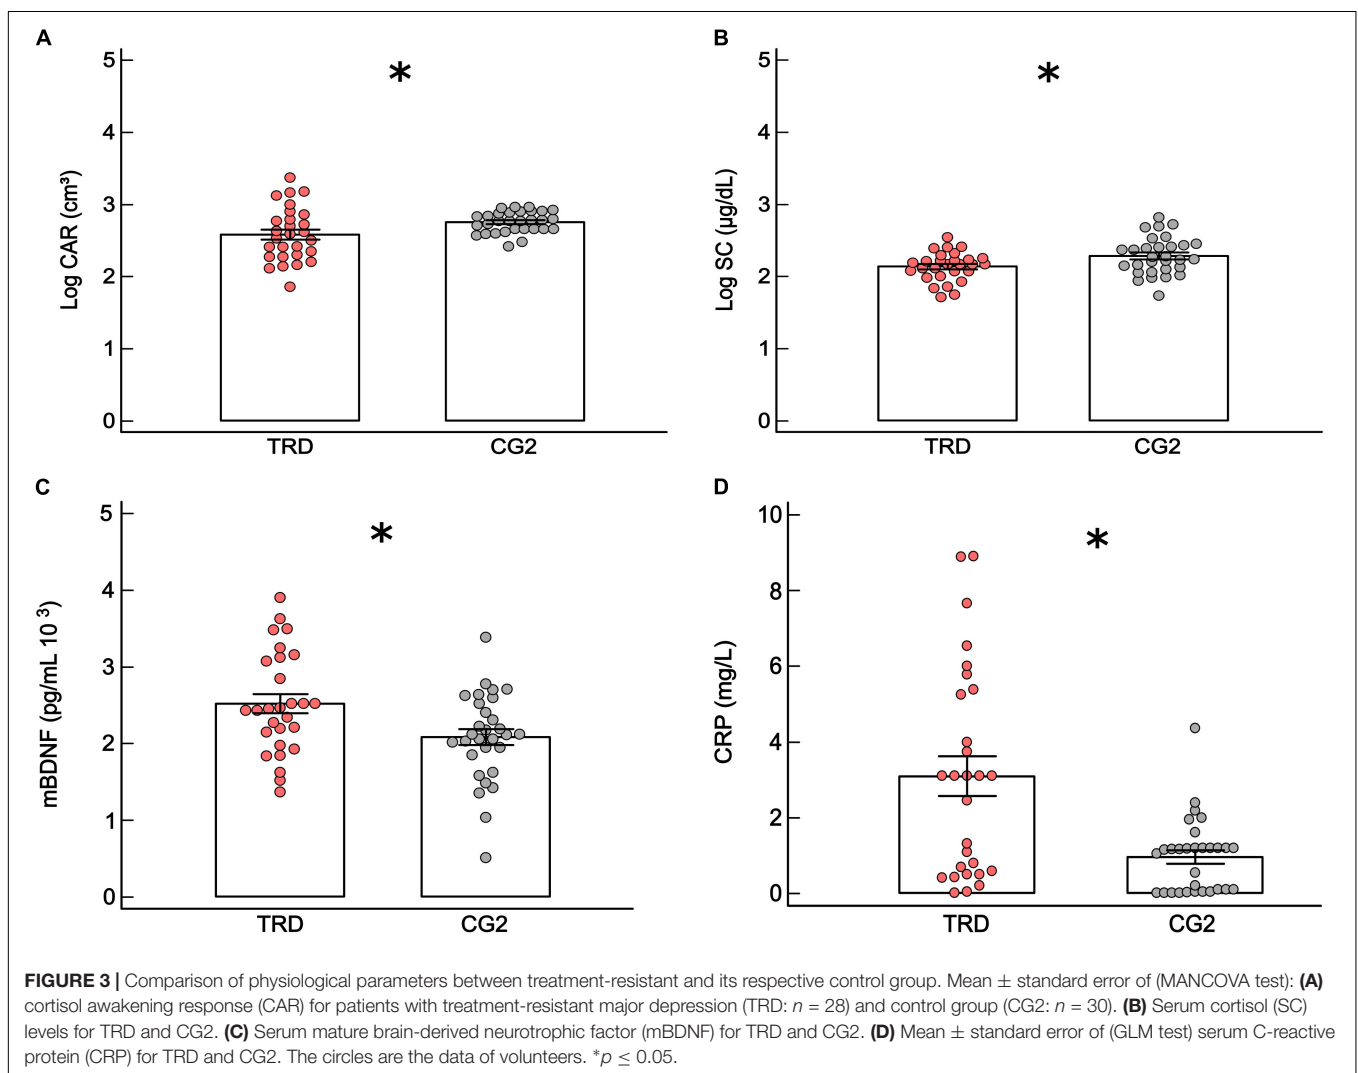 A
5
4
3
2
1
0
Log CAR (cm³)
*
TRD
CG2
B
5
4
3
2
1
0
Log SC (µg/dL)
*
TRD
CG2
C
5
4
3
2
1
0
mBDNF (pg/mL 10 ³)
*
TRD
CG2
D
10
8
6
4
2
0
CRP (mg/L)
*
TRD
CG2
FIGURE 3 | Comparison of physiological parameters between treatment-resistant and its respective control group. Mean ± standard error of (MANCOVA test): (A)
cortisol awakening response (CAR) for patients with treatment-resistant major depression (TRD: n = 28) and control group (CG2: n = 30). (B) Serum cortisol (SC)
levels for TRD and CG2. (C) Serum mature brain-derived neurotrophic factor (mBDNF) for TRD and CG2. (D) Mean ± standard error of (GLM test) serum C-reactive
protein (CRP) for TRD and CG2. The circles are the data of volunteers. *p ≤ 0.05.